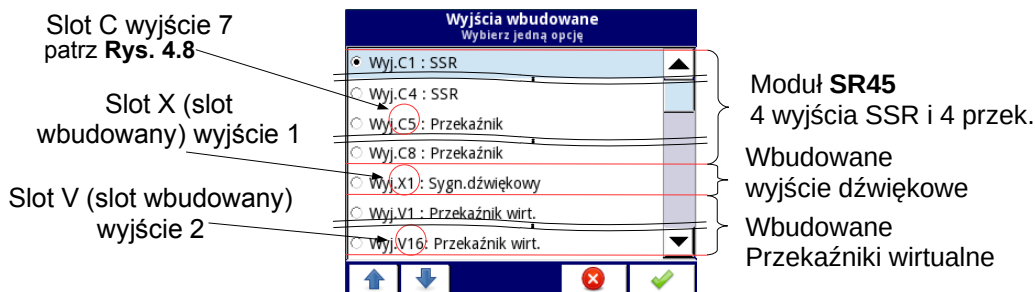 Slot C wyjście 7
patrz Rys. 4.8
Slot X (slot
wbudowany) wyjście 1
Slot V (slot wbudowany)
wyjście 2
Wyjścia wbudowane
Wybierz jedną opcję
Wyj.C1 : SSR
Wyj.C4 : SSR
Wyj.C5 : Przekaźnik
Wyj.C8 : Przekaźnik
Wyj.X1 : Sygn.dźwiękowy
Wyj.V1 : Przekaźnik wirt.
Wyj.V16: Przekaźnik wirt.
Moduł SR45
4 wyjścia SSR i 4 przek.
Wbudowane
wyjście dźwiękowe
Wbudowane
Przekaźniki wirtualne